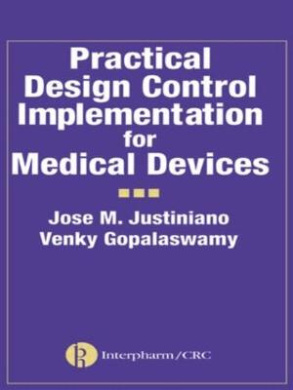 Practical
Design Control
Implementation
for
Medical Devices
Jose M. Justiniano
Venky Gopalaswamy
Interpharm/CRC